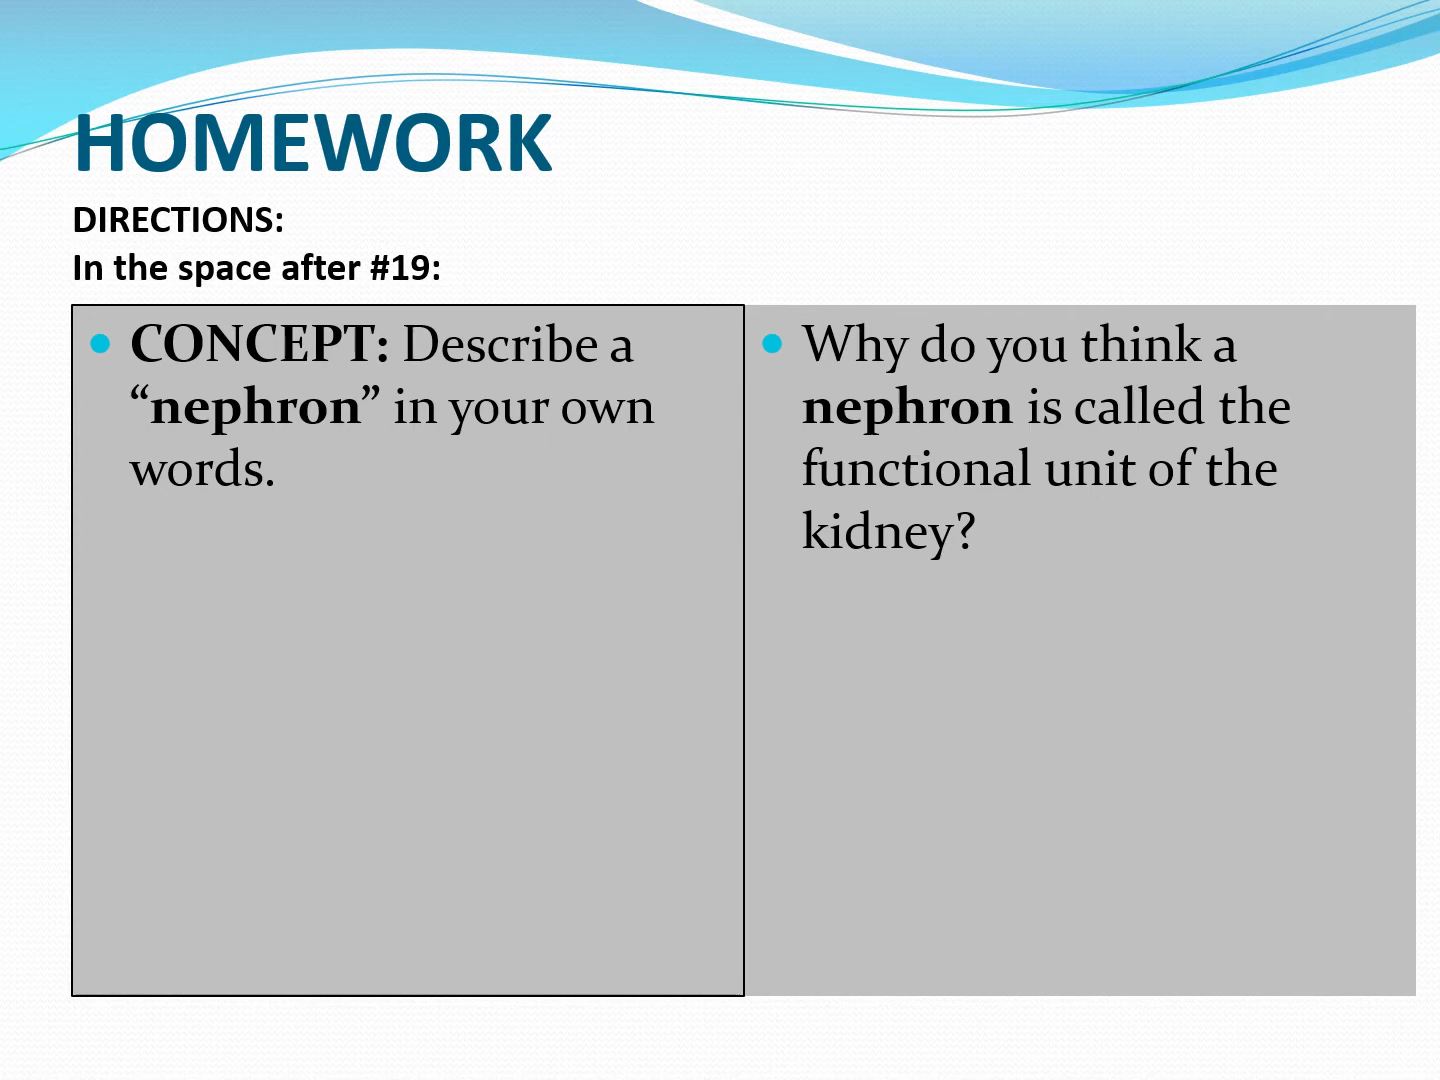 HOMEWORK
DIRECTIONS:
In the space after #19:
• CONCEPT: Describe a
“nephron” in your own
words.
• Why do you think a
nephron is called the
functional unit of the
kidney?